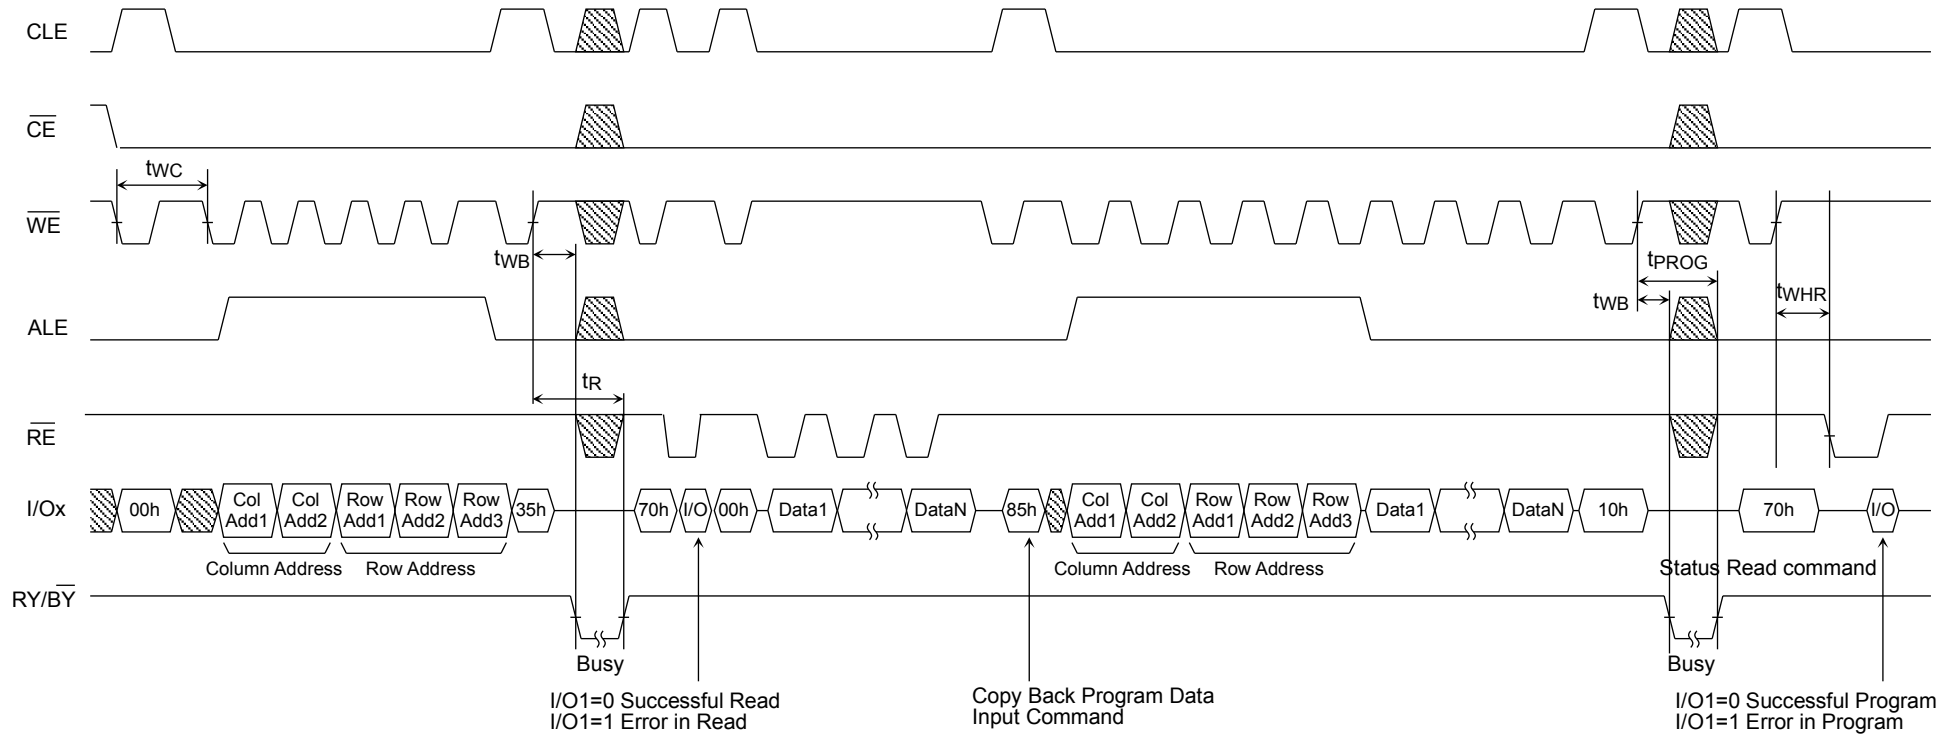 CLE
CE
tWC
WE
tWB
tPROG
tWB
tWHR
ALE
tR
RE
I/Ox
00h
Col Add1
Col Add2
Row Add1
Row Add2
Row Add3
35h
70h
I/O
00h
Data1
DataN
85h
Col Add1
Col Add2
Row Add1
Row Add2
Row Add3
Data1
DataN
10h
70h
I/O
Column Address
Row Address
Column Address
Row Address
Status Read command
RY/BY
Busy
Busy
I/O1=0 Successful Read
I/O1=1 Error in Read
Copy Back Program Data
Input Command
I/O1=0 Successful Program
I/O1=1 Error in Program